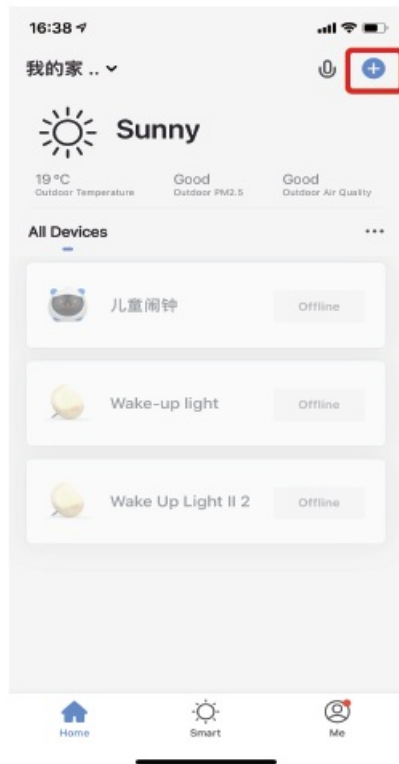 16:38
我的家 ..
Sunny
19 °C
Good
Good
Outdoor Temperature
Outdoor PM2.5
Outdoor Air Quality
All Devices
儿童闹钟
Offline
Wake-up light
Offline
Wake Up Light II 2
Offline
Home
Smart
Me